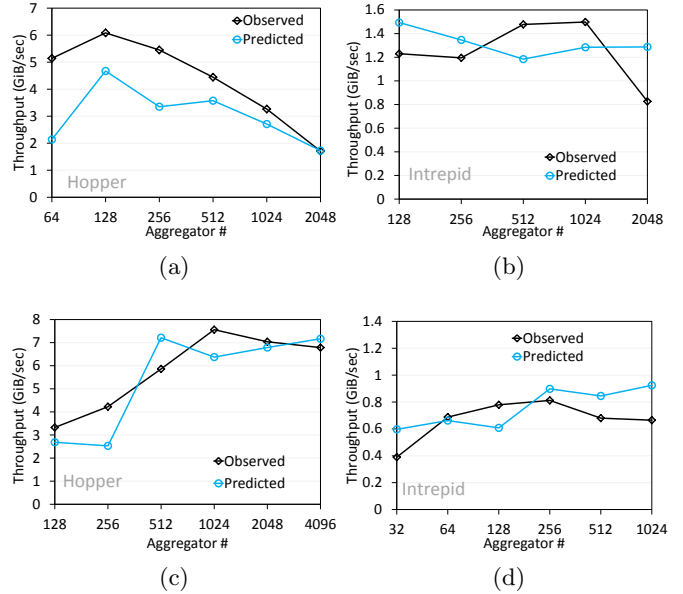 Throughput (GiB/sec)
7
6
5
4
3
2
1
0
Observed
Predicted
Hopper
64 128 256 512 1024 2048
Aggregator #
(a)
Throughput (GiB/sec)
1.6
1.4
1.2
1
0.8
0.6
0.4
0.2
0
Observed
Predicted
Intrepid
128 256 512 1024 2048
Aggregator #
(b)
Throughput (GiB/sec)
8
7
6
5
4
3
2
1
0
Observed
Predicted
Hopper
128 256 512 1024 2048 4096
Aggregator #
(c)
Throughput (GiB/sec)
1.4
1.2
1
0.8
0.6
0.4
0.2
0
Observed
Predicted
Intrepid
32 64 128 256 512 1024
Aggregator #
(d)